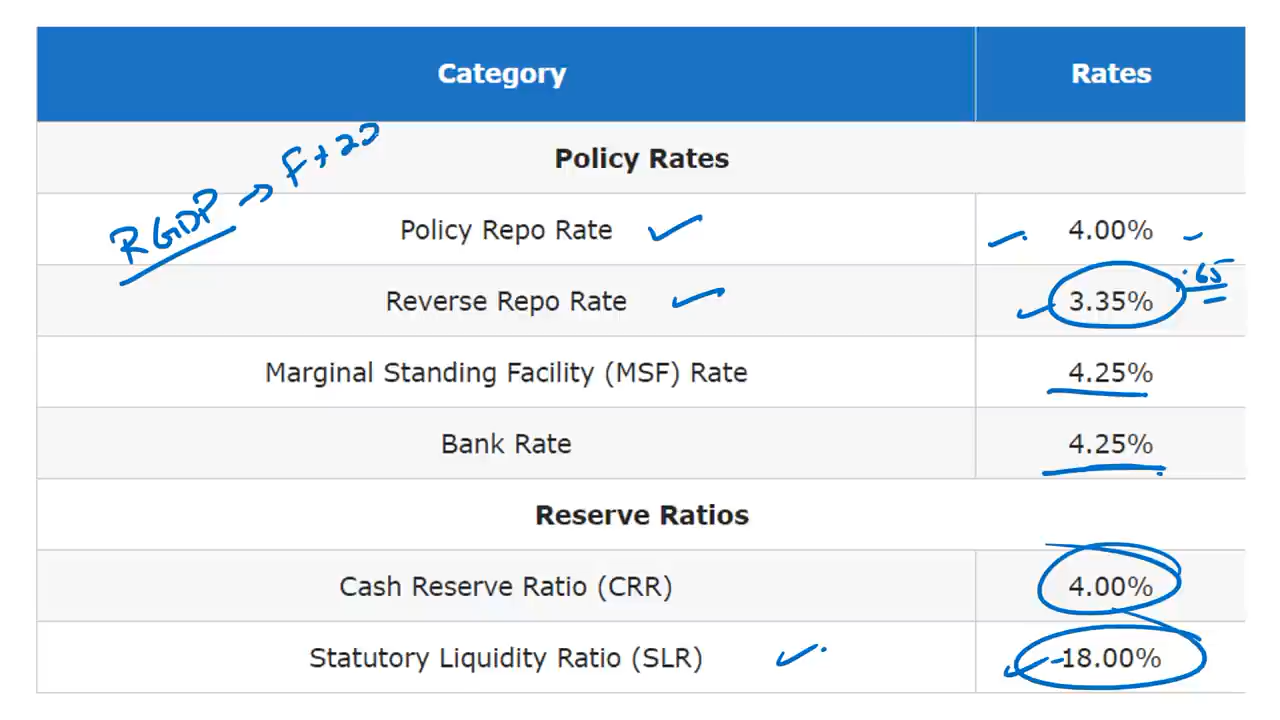 Category Rates
Policy Rates
RGDP → F+22
Policy Repo Rate 4.00%
Reverse Repo Rate 3.35% .65
Marginal Standing Facility (MSF) Rate 4.25%
Bank Rate 4.25%
Reserve Ratios
Cash Reserve Ratio (CRR) 4.00%
Statutory Liquidity Ratio (SLR) 18.00%